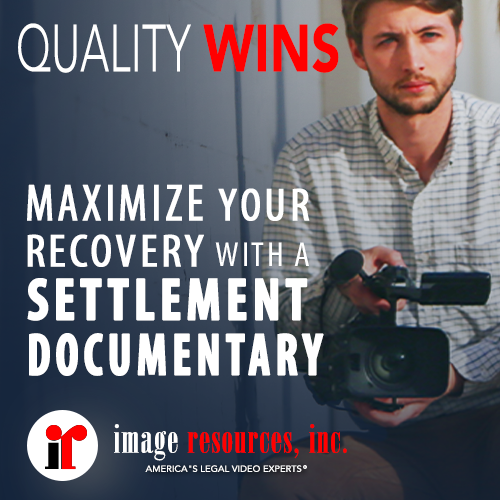 QUALITY WINS
MAXIMIZE YOUR
RECOVERY WITH A
SETTLEMENT
DOCUMENTARY
ir
image resources, inc.
AMERICA"S LEGAL VIDEO EXPERTS®